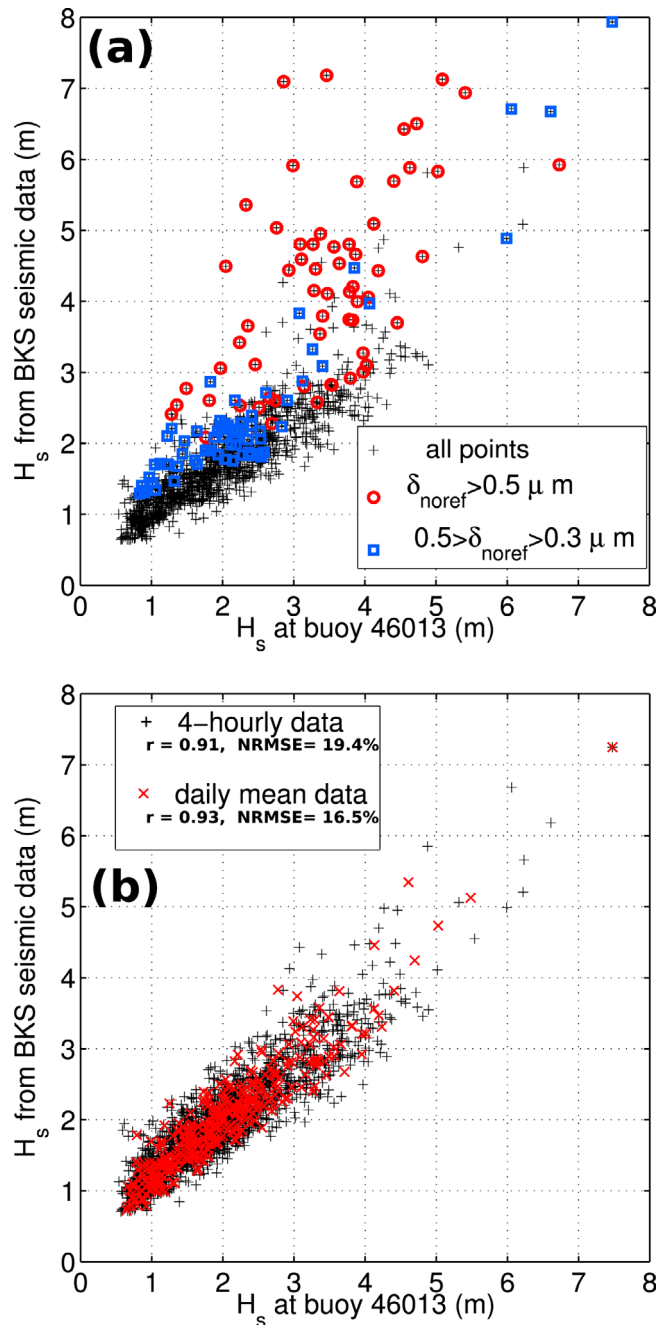 (a)
8
7
6
5
4
3
2
1
0
H_s from BKS seismic data (m)
all points
δ_noref>0.5 μ m
0.5>δ_noref>0.3 μ m
0 1 2 3 4 5 6 7 8
H_s at buoy 46013 (m)
8
7
6
5
4
3
2
1
0
H_s from BKS seismic data (m)
4-hourly data
r = 0.91, NRMSE= 19.4%
daily mean data
r = 0.93, NRMSE= 16.5%
(b)
0 1 2 3 4 5 6 7 8
H_s at buoy 46013 (m)